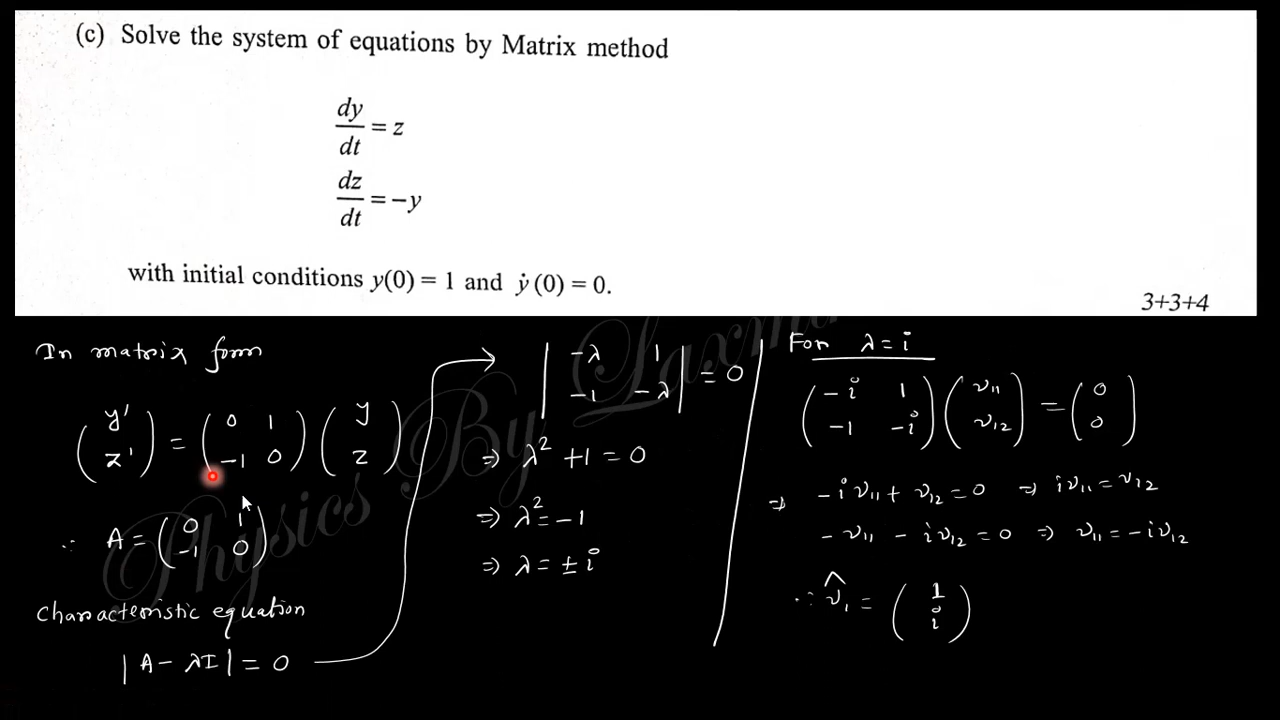 (c) Solve the system of equations by Matrix method
dy/dt = z
dz/dt = −y
with initial conditions y(0) = 1 and ẏ(0) = 0.
3+3+4
In matrix form
(y′ z′) = (0 1 −1 0) (y z)
∴ A = (0 1 −1 0)
Characteristic equation
|A − λI| = 0
|−λ 1 −1 −λ| = 0
⇒ λ² + 1 = 0
⇒ λ² = −1
⇒ λ = ± i
For λ = i
(−i 1 −1 −i) (v₁₁ v₁₂) = (0 0)
⇒ −i v₁₁ + v₁₂ = 0 ⇒ i v₁₁ = v₁₂
− v₁₁ − i v₁₂ = 0 ⇒ v₁₁ = −i v₁₂
∴ v̂₁ = (1 i)
Physics By Laxm